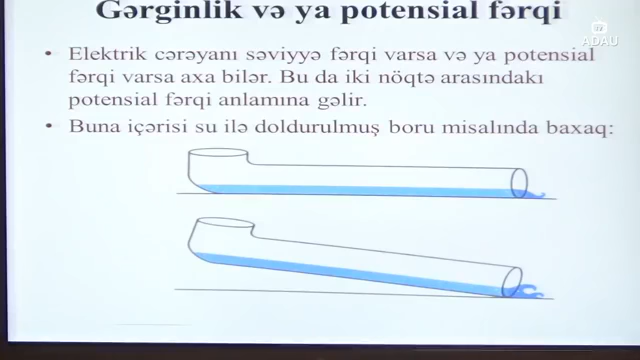 Gərginlik və ya potensial fərqi
ADAU
• Elektrik cərəyanı səviyyə fərqi varsa və ya potensial
fərqi varsa axa bilər. Bu da iki nöqtə arasındakı
potensial fərqi anlamına gəlir.
• Buna içərisi su ilə doldurulmuş boru misalında baxaq: